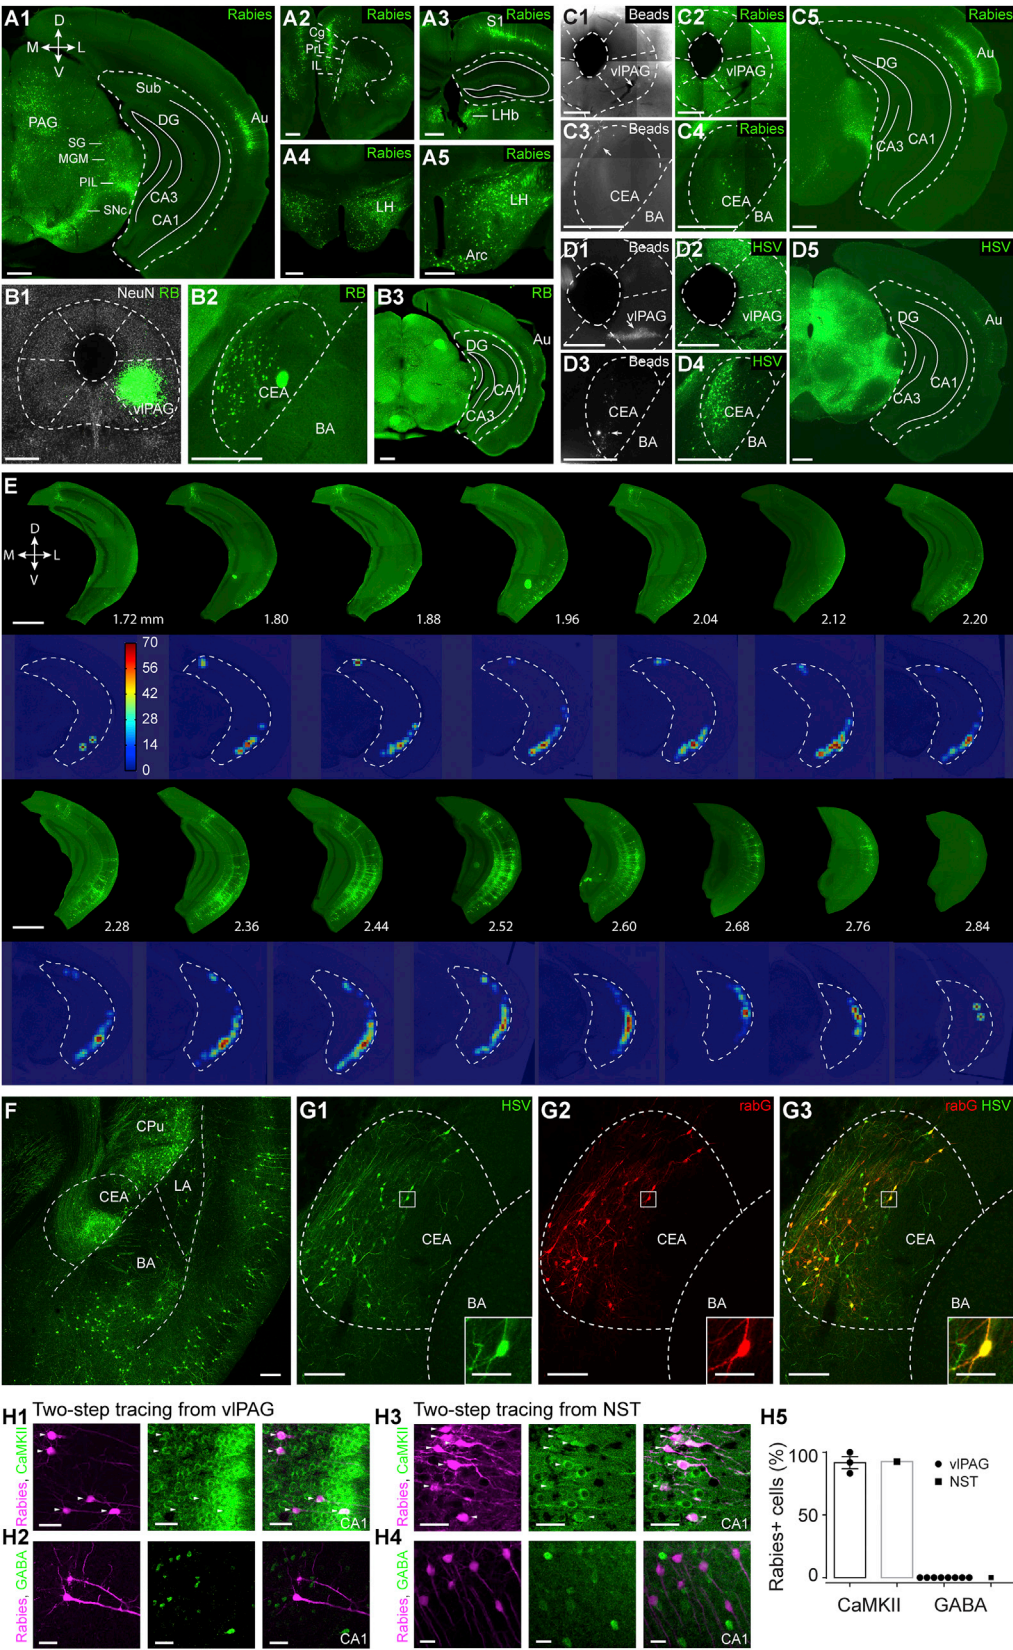 A1
Rabies
D
M
L
V
Sub
DG
Au
PAG
SG
MGM
PIL
SNc
CA3
CA1
A2
Rabies
Cg
PrL
IL
A3
Rabies
S1
LHb
A4
Rabies
LH
A5
Rabies
LH
Arc
B1
NeuN RB
vlPAG
B2
RB
CEA
BA
B3
RB
DG
Au
CA1
CA3
C1
Beads
vlPAG
C2
Rabies
vlPAG
C3
Beads
CEA
BA
C4
Rabies
CEA
BA
C5
Rabies
DG
Au
CA3
CA1
D1
Beads
vlPAG
D2
HSV
vlPAG
D3
Beads
CEA
BA
D4
HSV
CEA
BA
D5
HSV
DG
Au
CA1
CA3
E
D
M
L
V
1.72 mm
1.80
1.88
1.96
2.04
2.12
2.20
70
56
42
28
14
0
2.28
2.36
2.44
2.52
2.60
2.68
2.76
2.84
F
CPu
CEA
LA
BA
G1
HSV
CEA
BA
G2
rabG
CEA
BA
G3
rabG HSV
CEA
BA
H1
Two-step tracing from vlPAG
Rabies, CaMKII
CA1
H2
Rabies, GABA
CA1
H3
Two-step tracing from NST
Rabies, CaMKII
CA1
H4
Rabies, GABA
CA1
H5
Rabies+ cells (%)
100
50
0
vlPAG
NST
CaMKII
GABA